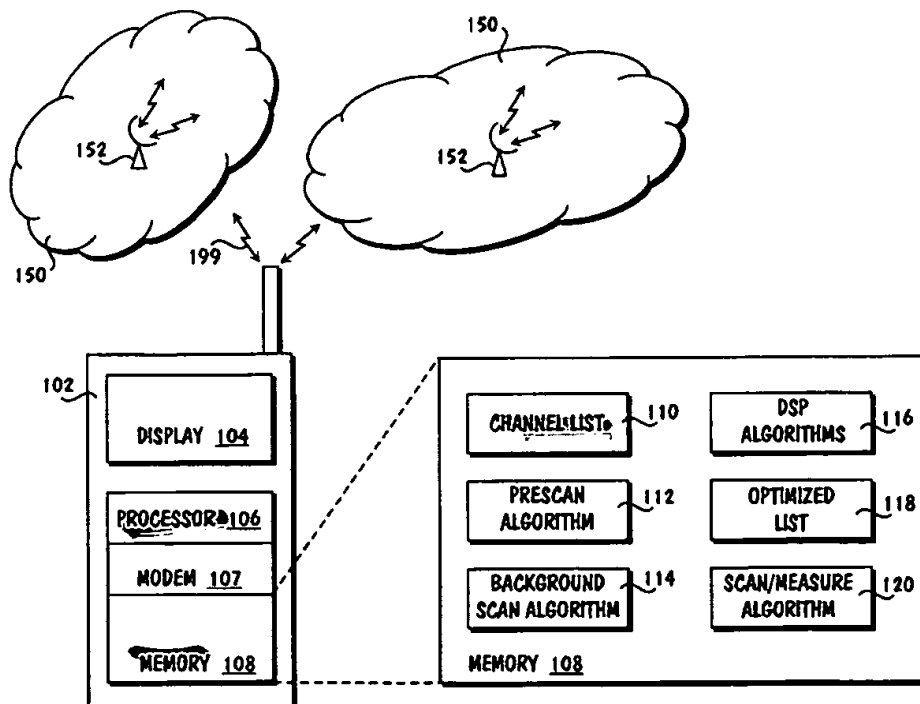 150
150
152
152
150
199
102
DISPLAY 104
PROCESSOR 106
MODEM 107
MEMORY 108
CHANNEL LIST
110
DSP
ALGORITHMS
116
PRESCAN
ALGORITHM
112
OPTIMIZED
LIST
118
BACKGROUND
SCAN ALGORITHM
114
SCAN/MEASURE
ALGORITHM
120
MEMORY 108